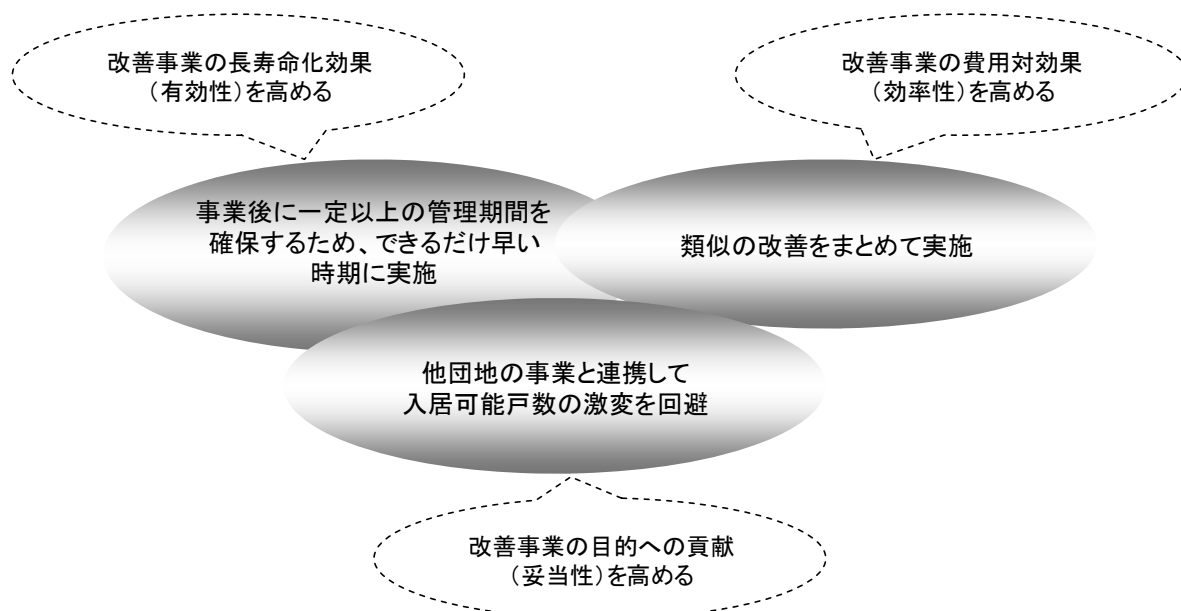 改善事業の長寿命化効果
（有効性）を高める
改善事業の費用対効果
（効率性）を高める
事業後に一定以上の管理期間を
確保するため、できるだけ早い
時期に実施
類似の改善をまとめて実施
他団地の事業と連携して
入居可能戸数の激変を回避
改善事業の目的への貢献
（妥当性）を高める